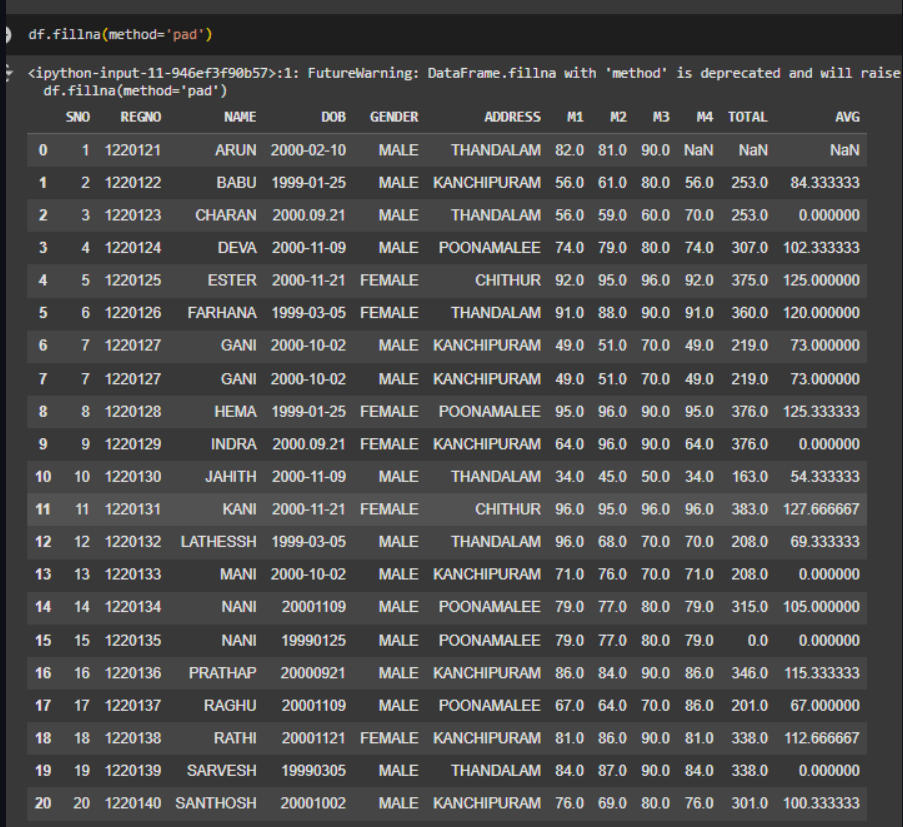 df.fillna(method='pad')
<ipython-input-11-946ef3f90b57>:1: FutureWarning: DataFrame.fillna with 'method' is deprecated and will raise
df.fillna(method='pad')
SNO REGNO NAME DOB GENDER ADDRESS M1 M2 M3 M4 TOTAL AVG
0 1 1220121 ARUN 2000-02-10 MALE THANDALAM 82.0 81.0 90.0 NaN NaN NaN
1 2 1220122 BABU 1999-01-25 MALE KANCHIPURAM 56.0 61.0 80.0 56.0 253.0 84.333333
2 3 1220123 CHARAN 2000.09.21 MALE THANDALAM 56.0 59.0 60.0 70.0 253.0 0.000000
3 4 1220124 DEVA 2000-11-09 MALE POONAMALEE 74.0 79.0 80.0 74.0 307.0 102.333333
4 5 1220125 ESTER 2000-11-21 FEMALE CHITHUR 92.0 95.0 96.0 92.0 375.0 125.000000
5 6 1220126 FARHANA 1999-03-05 FEMALE THANDALAM 91.0 88.0 90.0 91.0 360.0 120.000000
6 7 1220127 GANI 2000-10-02 MALE KANCHIPURAM 49.0 51.0 70.0 49.0 219.0 73.000000
7 7 1220127 GANI 2000-10-02 MALE KANCHIPURAM 49.0 51.0 70.0 49.0 219.0 73.000000
8 8 1220128 HEMA 1999-01-25 FEMALE POONAMALEE 95.0 96.0 90.0 95.0 376.0 125.333333
9 9 1220129 INDRA 2000.09.21 FEMALE KANCHIPURAM 64.0 96.0 90.0 64.0 376.0 0.000000
10 10 1220130 JAHITH 2000-11-09 MALE THANDALAM 34.0 45.0 50.0 34.0 163.0 54.333333
11 11 1220131 KANI 2000-11-21 FEMALE CHITHUR 96.0 95.0 96.0 96.0 383.0 127.666667
12 12 1220132 LATHESSH 1999-03-05 MALE THANDALAM 96.0 68.0 70.0 70.0 208.0 69.333333
13 13 1220133 MANI 2000-10-02 MALE KANCHIPURAM 71.0 76.0 70.0 71.0 208.0 0.000000
14 14 1220134 NANI 20001109 MALE POONAMALEE 79.0 77.0 80.0 79.0 315.0 105.000000
15 15 1220135 NANI 19990125 MALE POONAMALEE 79.0 77.0 80.0 79.0 0.0 0.000000
16 16 1220136 PRATHAP 20000921 MALE KANCHIPURAM 86.0 84.0 90.0 86.0 346.0 115.333333
17 17 1220137 RAGHU 20001109 MALE POONAMALEE 67.0 64.0 70.0 86.0 201.0 67.000000
18 18 1220138 RATHI 20001121 FEMALE KANCHIPURAM 81.0 86.0 90.0 81.0 338.0 112.666667
19 19 1220139 SARVESH 19990305 MALE THANDALAM 84.0 87.0 90.0 84.0 338.0 0.000000
20 20 1220140 SANTHOSH 20001002 MALE KANCHIPURAM 76.0 69.0 80.0 76.0 301.0 100.333333